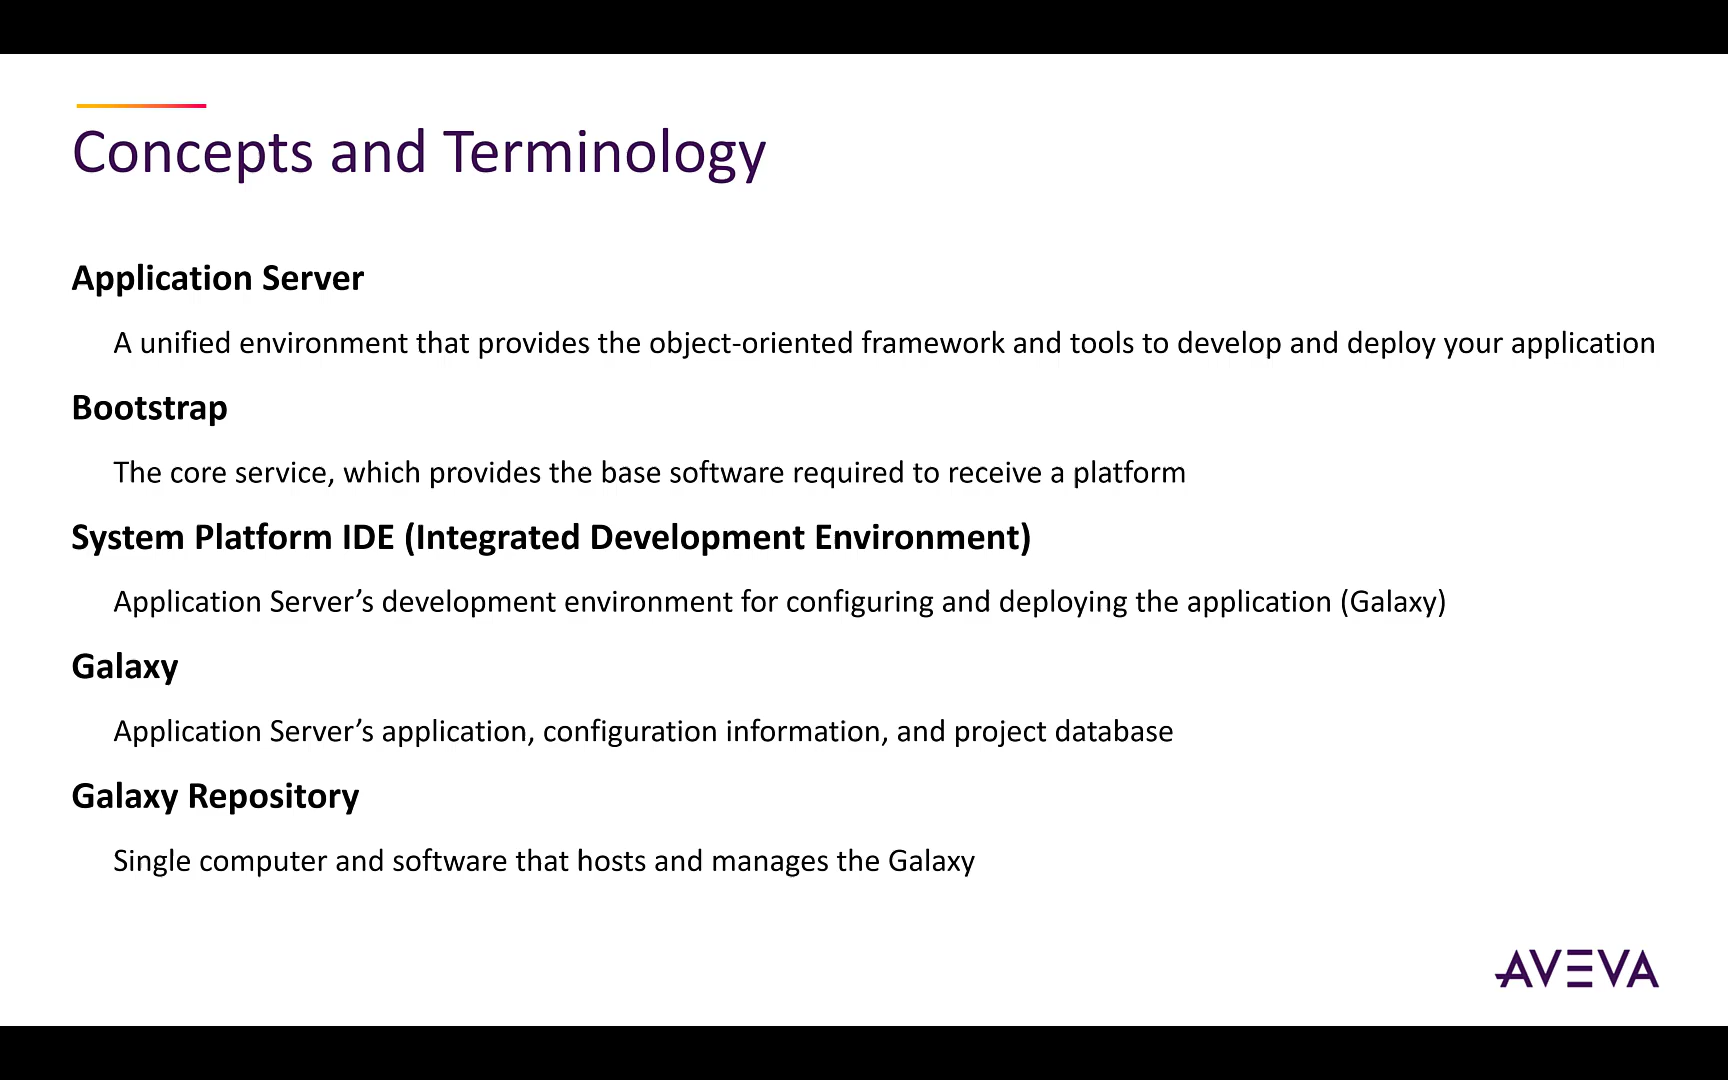 Concepts and Terminology
Application Server
A unified environment that provides the object-oriented framework and tools to develop and deploy your application
Bootstrap
The core service, which provides the base software required to receive a platform
System Platform IDE (Integrated Development Environment)
Application Server’s development environment for configuring and deploying the application (Galaxy)
Galaxy
Application Server’s application, configuration information, and project database
Galaxy Repository
Single computer and software that hosts and manages the Galaxy
AVEVA